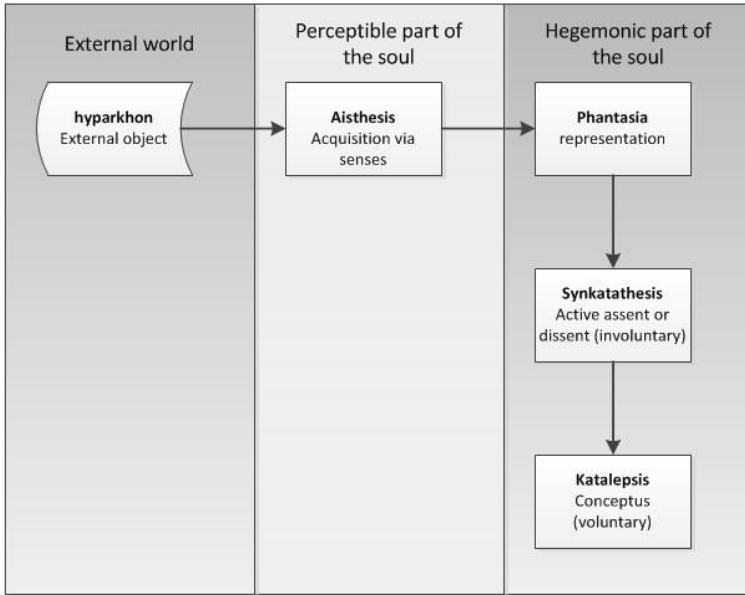 External world
Perceptible part of
the soul
Hegemonic part of
the soul
hyparkhon
External object
Aisthesis
Acquisition via
senses
Phantasia
representation
Synkatathesis
Active assent or
dissent (involuntary)
Katalepsis
Conceptus
(voluntary)